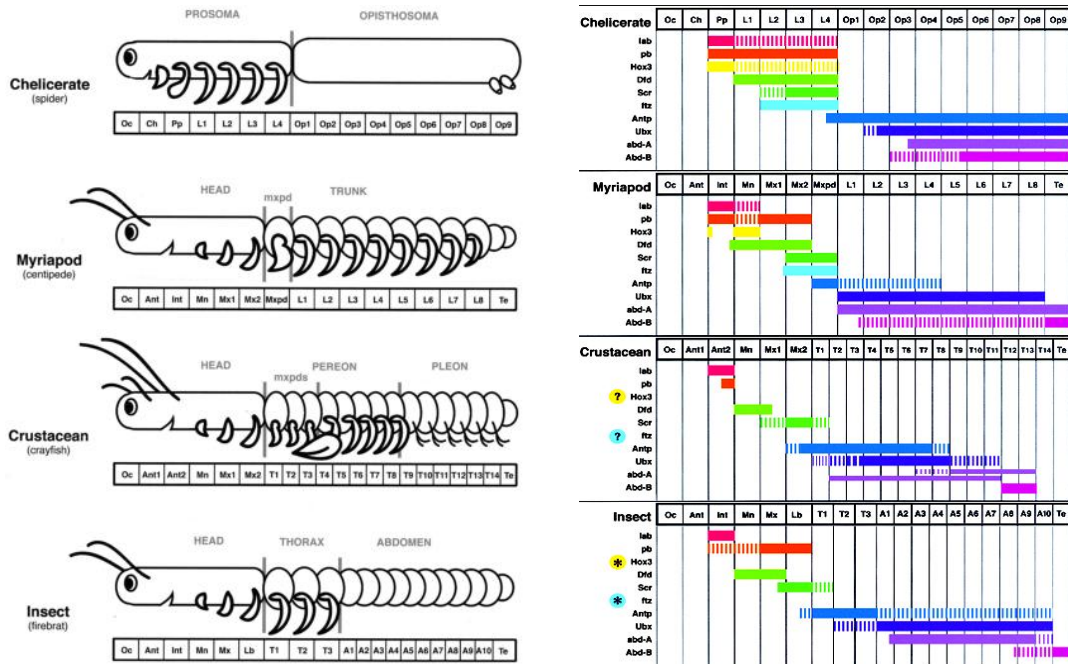 PROSOMA OPISTHOSOMA
Chelicerate
(spider)
Oc Ch Pp L1 L2 L3 L4 Op1 Op2 Op3 Op4 Op5 Op6 Op7 Op8 Op9
HEAD mxpd TRUNK
Myriapod
(centipede)
Oc Ant Int Mn Mx1 Mx2 Mxpd L1 L2 L3 L4 L5 L6 L7 L8 Te
HEAD PEREON PLEON
mxpds
Crustacean
(crayfish)
Oc Ant1 Ant2 Mn Mx1 Mx2 T1 T2 T3 T4 T5 T6 T7 T8 T9 T10 T11 T12 T13 T14 Te
HEAD THORAX ABDOMEN
Insect
(firebrat)
Oc Ant Int Mn Mx Lb T1 T2 T3 A1 A2 A3 A4 A5 A6 A7 A8 A9 A10 Te
Chelicerate Oc Ch Pp L1 L2 L3 L4 Op1 Op2 Op3 Op4 Op5 Op6 Op7 Op8 Op9
lab
pb
Hox3
Dfd
Scr
ftz
Antp
Ubx
abd-A
Abd-B
Myriapod Oc Ant Int Mn Mx1 Mx2 Mxpd L1 L2 L3 L4 L5 L6 L7 L8 Te
lab
pb
Hox3
Dfd
Scr
ftz
Antp
Ubx
abd-A
Abd-B
Crustacean Oc Ant1 Ant2 Mn Mx1 Mx2 T1 T2 T3 T4 T5 T6 T7 T8 T9 T10 T11 T12 T13 T14 Te
lab
pb
? Hox3
Dfd
Scr
? ftz
Antp
Ubx
abd-A
Abd-B
Insect Oc Ant Int Mn Mx Lb T1 T2 T3 A1 A2 A3 A4 A5 A6 A7 A8 A9 A10 Te
lab
pb
* Hox3
Dfd
Scr
* ftz
Antp
Ubx
abd-A
Abd-B